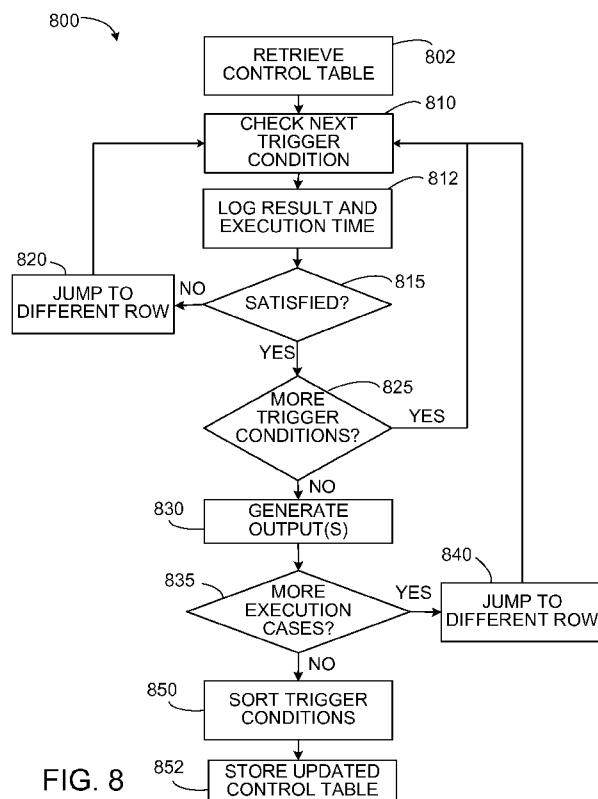 800
RETRIEVE
CONTROL TABLE
802
810
CHECK NEXT
TRIGGER
CONDITION
812
LOG RESULT AND
EXECUTION TIME
820
JUMP TO
DIFFERENT ROW
NO
SATISFIED?
815
YES
825
MORE
TRIGGER
CONDITIONS?
YES
NO
830
GENERATE
OUTPUT(S)
835
MORE
EXECUTION
CASES?
YES
840
JUMP TO
DIFFERENT ROW
NO
850
SORT TRIGGER
CONDITIONS
852
STORE UPDATED
CONTROL TABLE
FIG. 8